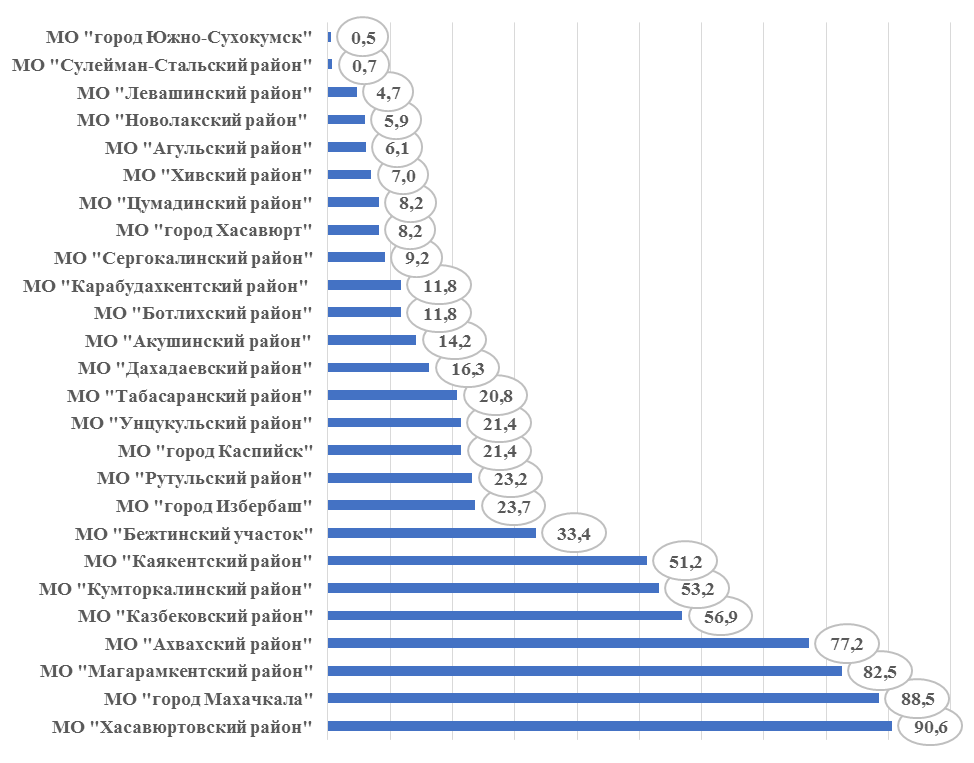 МО "город Южно-Сухокумск" 0,5
МО "Сулейман-Стальский район" 0,7
МО "Левашинский район" 4,7
МО "Новолакский район" 5,9
МО "Агульский район" 6,1
МО "Хивский район" 7,0
МО "Цумадинский район" 8,2
МО "город Хасавюрт" 8,2
МО "Сергокалинский район" 9,2
МО "Карабудахкентский район" 11,8
МО "Ботлихский район" 11,8
МО "Акушинский район" 14,2
МО "Дахадаевский район" 16,3
МО "Табасаранский район" 20,8
МО "Унцукульский район" 21,4
МО "город Каспийск" 21,4
МО "Рутульский район" 23,2
МО "город Избербаш" 23,7
МО "Бежтинский участок" 33,4
МО "Каякентский район" 51,2
МО "Кумторкалинский район" 53,2
МО "Казбековский район" 56,9
МО "Ахвахский район" 77,2
МО "Магарамкентский район" 82,5
МО "город Махачкала" 88,5
МО "Хасавюртовский район" 90,6